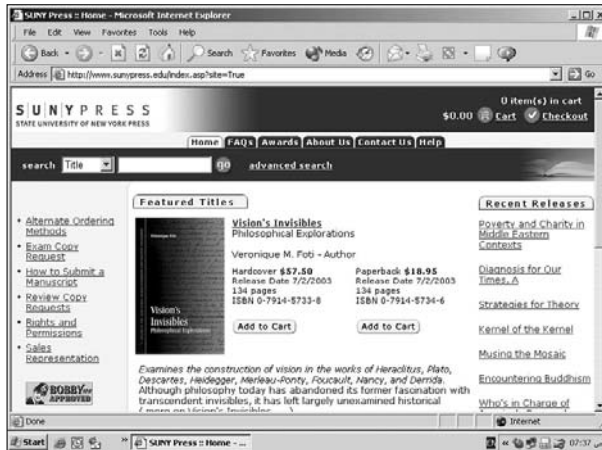 SUNY Press :: Home - Microsoft Internet Explorer
File Edit View Favorites Tools Help
Back Search Favorites Media
Address http://www.sunypress.edu/index.asp?site=True Go
0 item(s) in cart
SUNY PRESS
$0.00 Cart Checkout
STATE UNIVERSITY OF NEW YORK PRESS
Home FAQs Awards About Us Contact Us Help
search Title go advanced search
Featured Titles
Recent Releases
Alternate Ordering
Methods
Exam Copy
Request
How to Submit a
Manuscript
Review Copy
Requests
Rights and
Permissions
Sales
Representation
BOBBY
APPROVED
Veronique M. Foti
Vision's
Invisibles
Philosophical Explorations
Vision's Invisibles
Philosophical Explorations
Veronique M. Foti - Author
Hardcover $57.50
Release Date 7/2/2003
134 pages
ISBN 0-7914-5733-8
Add to Cart
Paperback $18.95
Release Date 7/2/2003
134 pages
ISBN 0-7914-5734-6
Add to Cart
Examines the construction of vision in the works of Heraclitus, Plato,
Descartes, Heidegger, Merleau-Ponty, Foucault, Nancy, and Derrida.
Although philosophy today has abandoned its former fascination with
transcendent invisibles, it has left largely unexamined historical
( more on Vision's Invisibles... )
Poverty and Charity in
Middle Eastern
Contexts
Diagnosis for Our
Times, A
Strategies for Theory
Kernel of the Kernel
Musing the Mosaic
Encountering Buddhism
Who's in Charge of
Done Internet
Start SUNY Press :: Home - ... 07:37